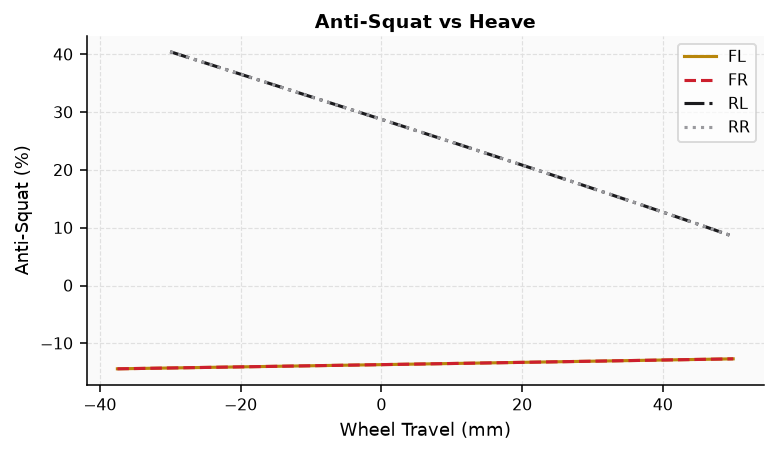 Anti-Squat vs Heave
Anti-Squat (%)
40
30
20
10
0
−10
−40
−20
0
20
40
Wheel Travel (mm)
FL
FR
RL
RR